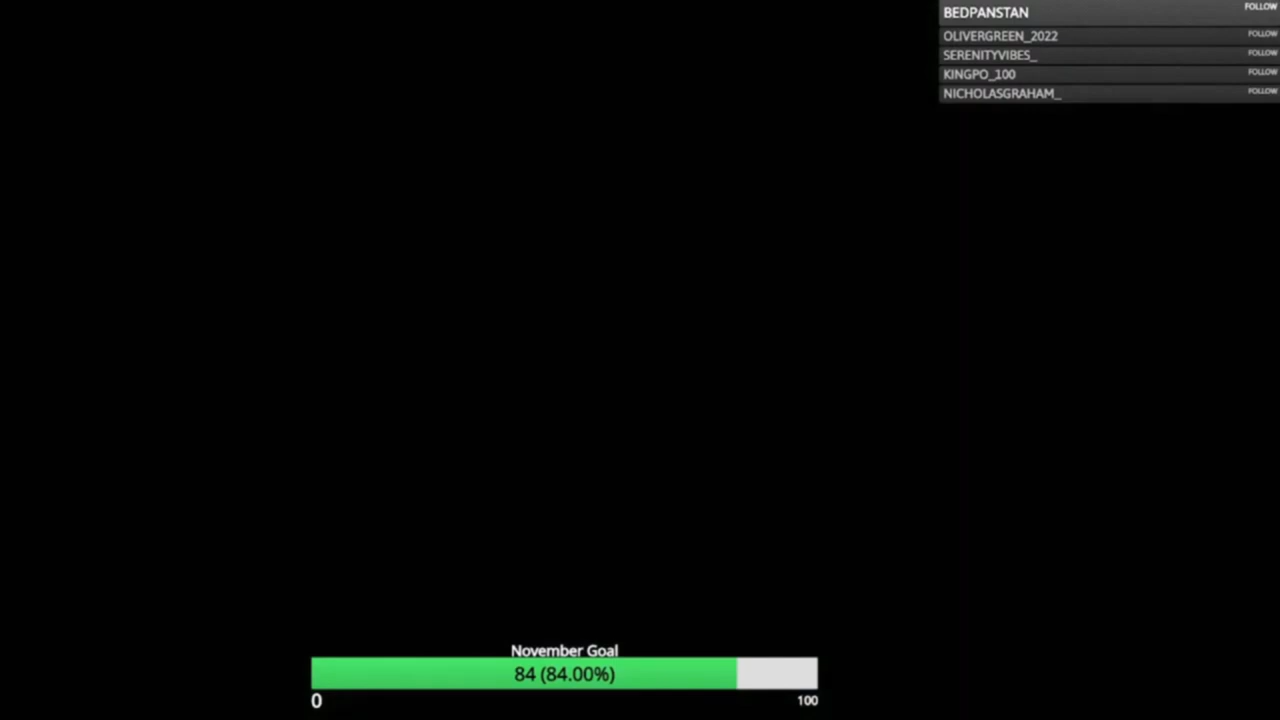 BEDPANSTAN FOLLOW
OLIVERGREEN_2022 FOLLOW
SERENITYVIBES_ FOLLOW
KINGPO_100 FOLLOW
NICHOLASGRAHAM_ FOLLOW
November Goal
84 (84.00%)
0 100